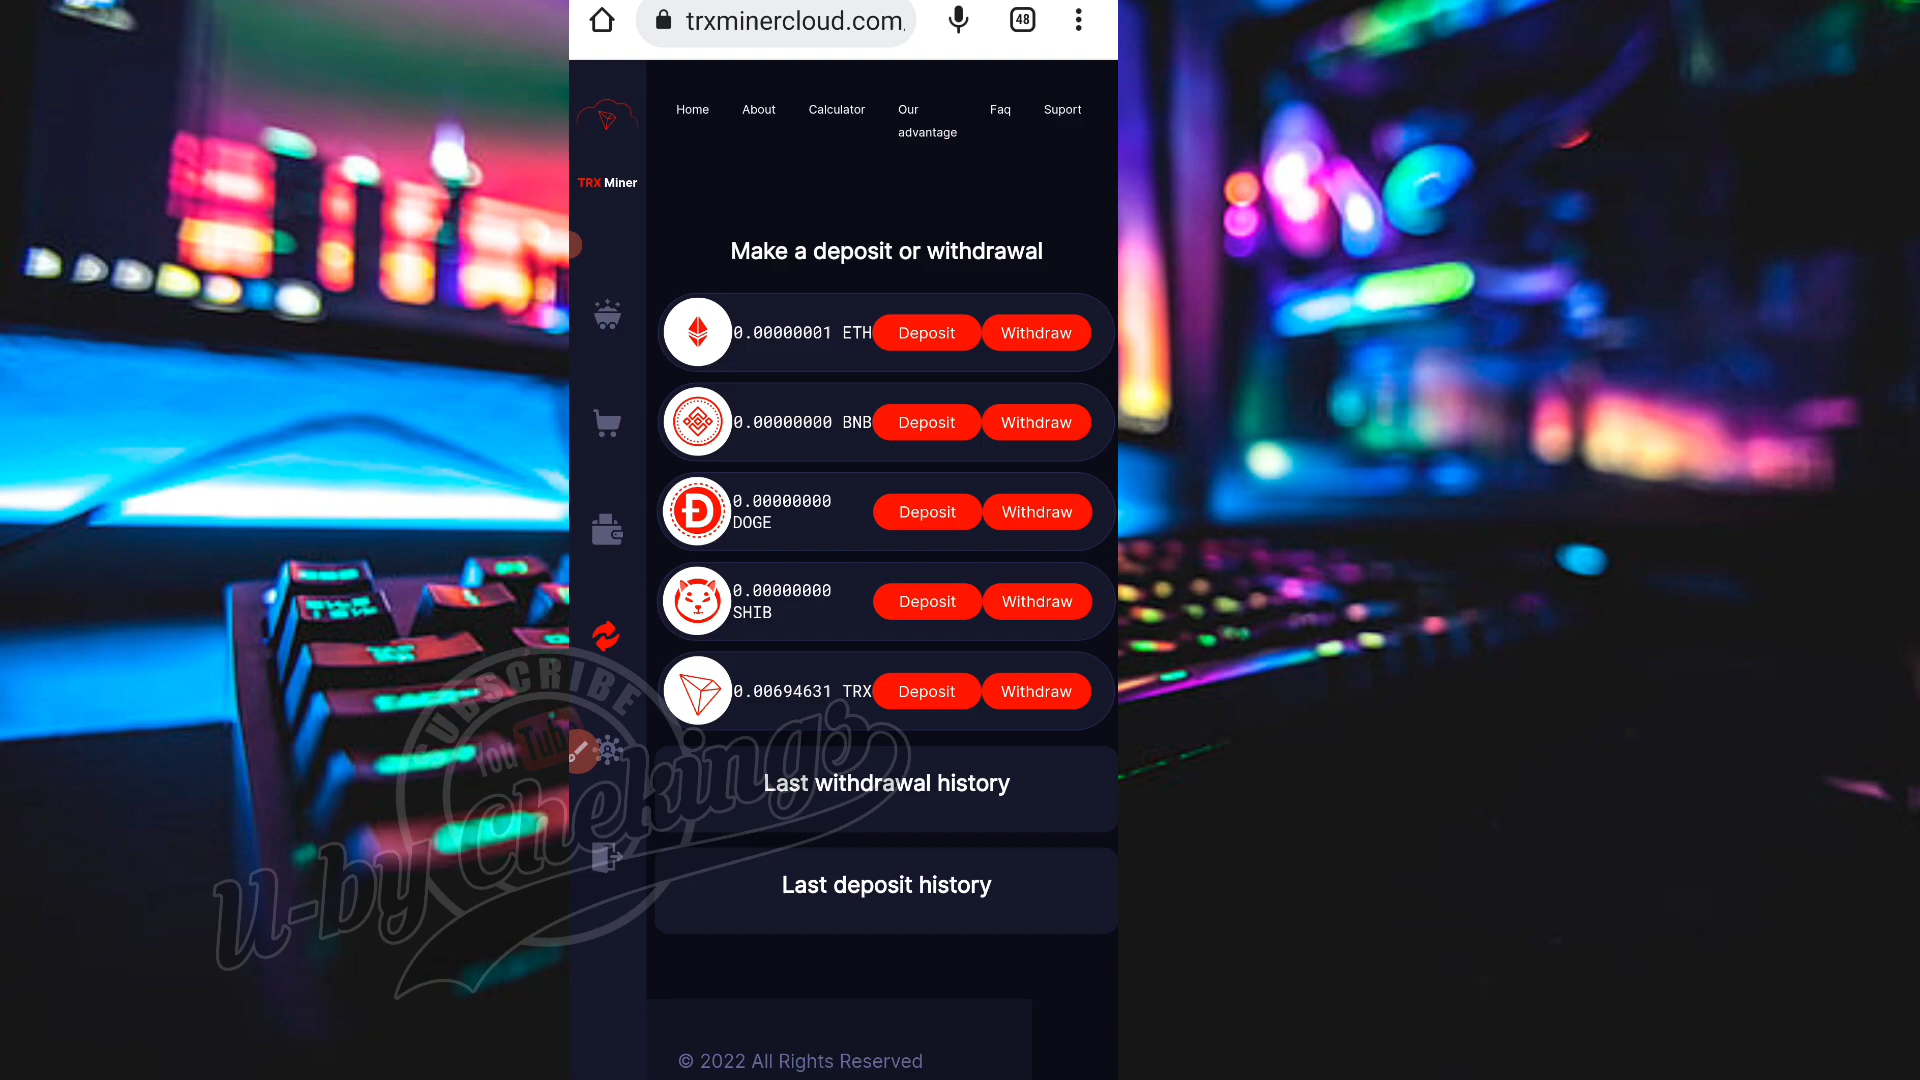 trxminercloud.com
48
Home
About
Calculator
Our
advantage
Faq
Suport
TRX Miner
Make a deposit or withdrawal
0.00000001 ETH
Deposit
Withdraw
0.00000000 BNB
Deposit
Withdraw
0.00000000
DOGE
Deposit
Withdraw
0.00000000
SHIB
Deposit
Withdraw
0.00694631 TRX
Deposit
Withdraw
SUBSCRIBE
YouTube
u-by Chekings
Last withdrawal history
Last deposit history
© 2022 All Rights Reserved